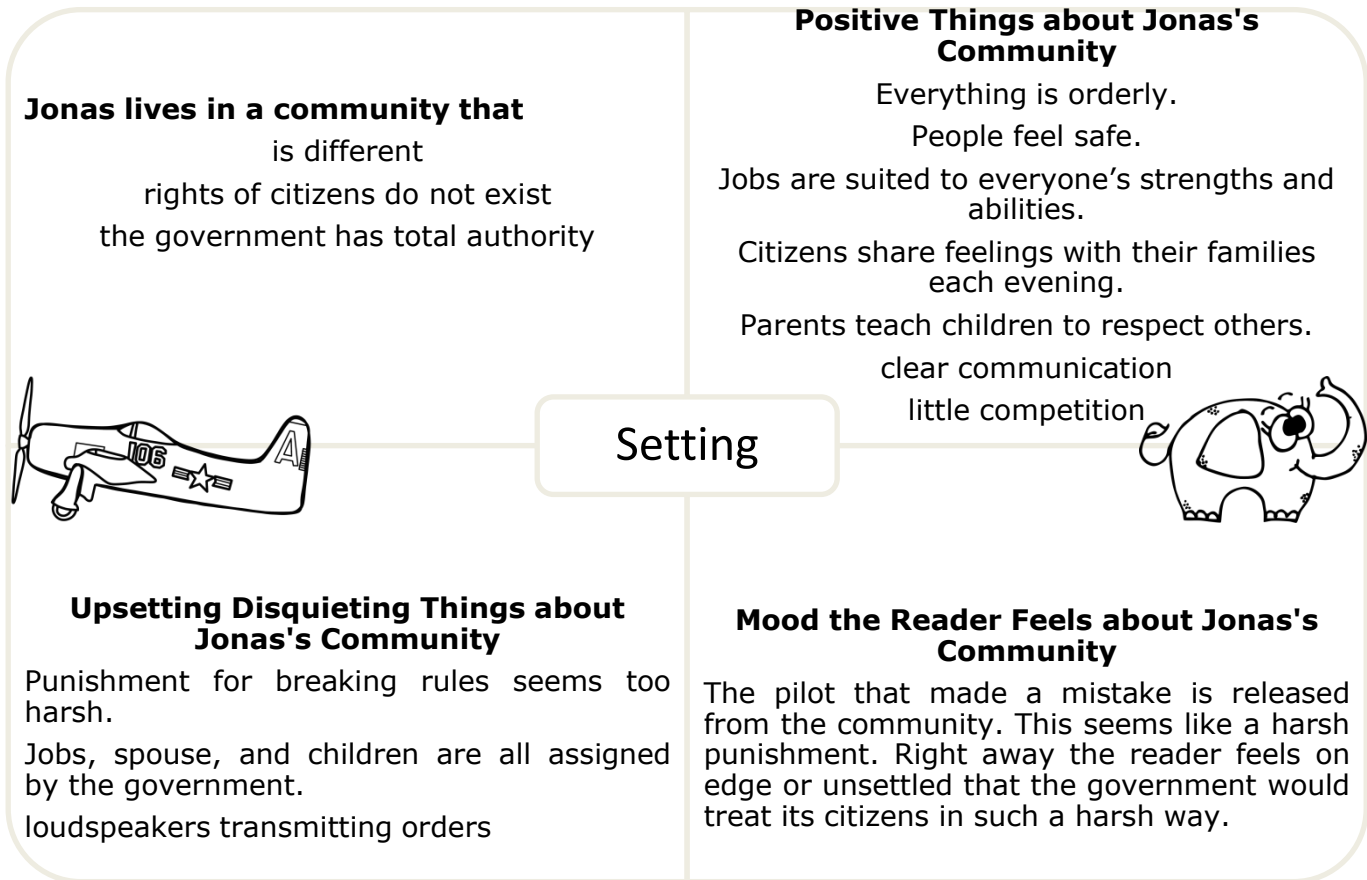 Jonas lives in a community that
is different
rights of citizens do not exist
the government has total authority
Positive Things about Jonas's
Community
Everything is orderly.
People feel safe.
Jobs are suited to everyone’s strengths and
abilities.
Citizens share feelings with their families
each evening.
Parents teach children to respect others.
clear communication
little competition
106
A
Setting
Upsetting Disquieting Things about
Jonas's Community
Punishment for breaking rules seems too
harsh.
Jobs, spouse, and children are all assigned
by the government.
loudspeakers transmitting orders
Mood the Reader Feels about Jonas's
Community
The pilot that made a mistake is released
from the community. This seems like a harsh
punishment. Right away the reader feels on
edge or unsettled that the government would
treat its citizens in such a harsh way.